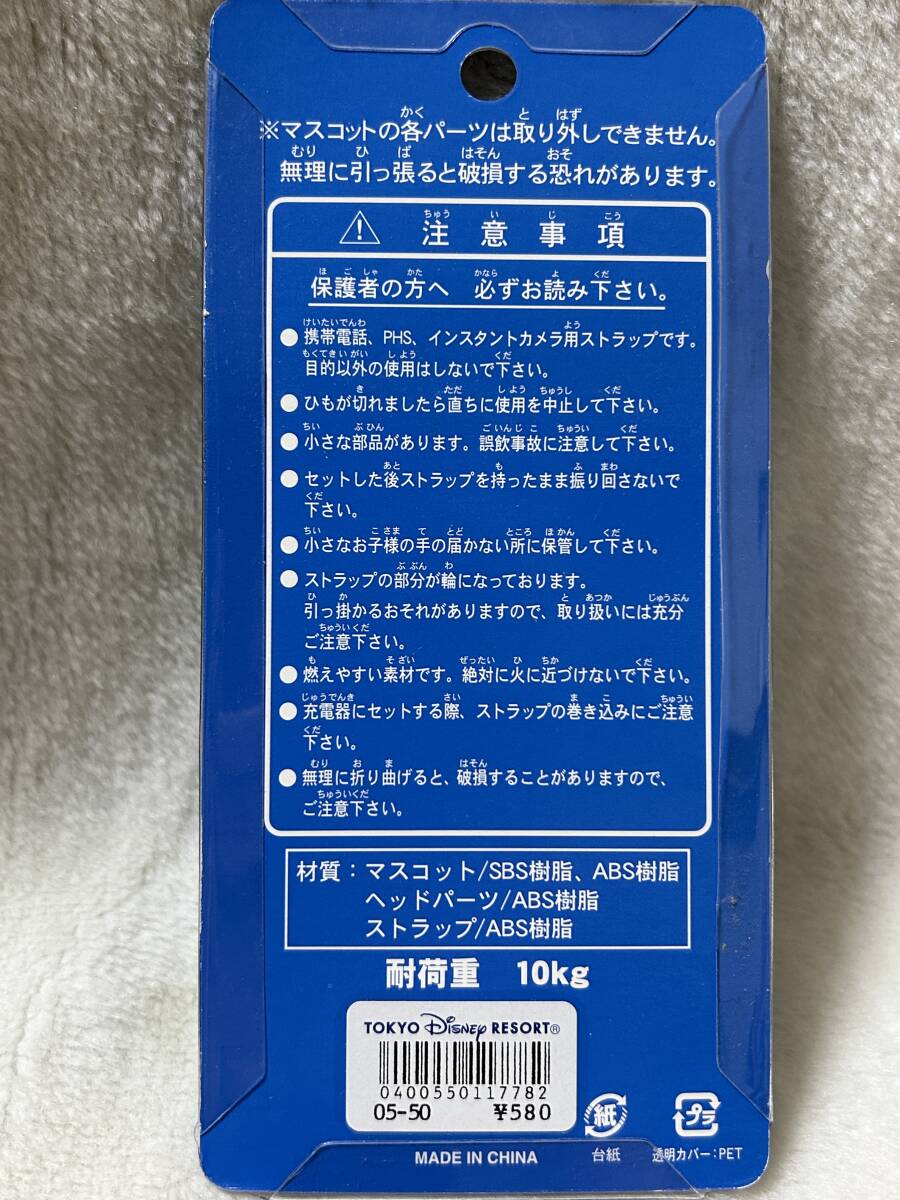 ※マスコットの各パーツは取り外しできません。
無理に引っ張ると破損する恐れがあります。
⚠ 注意事項
保護者の方へ 必ずお読み下さい。
●携帯電話、PHS、インスタントカメラ用ストラップです。
目的以外の使用はしないで下さい。
●ひもが切れましたら直ちに使用を中止して下さい。
●小さな部品があります。誤飲事故に注意して下さい。
●セットした後ストラップを持ったまま振り回さないで
下さい。
●小さなお子様の手の届かない所に保管して下さい。
●ストラップの部分が輪になっております。
引っ掛かるおそれがありますので、取り扱いには充分
ご注意下さい。
●燃えやすい素材です。絶対に火に近づけないで下さい。
●充電器にセットする際、ストラップの巻き込みにご注意
下さい。
●無理に折り曲げると、破損することがありますので、
ご注意下さい。
材質：マスコット/SBS樹脂、ABS樹脂
ヘッドパーツ/ABS樹脂
ストラップ/ABS樹脂
耐荷重 10kg
TOKYO Disney RESORT®
0400550117782
05-50 ¥580
紙
台紙
プラ
透明カバー:PET
MADE IN CHINA